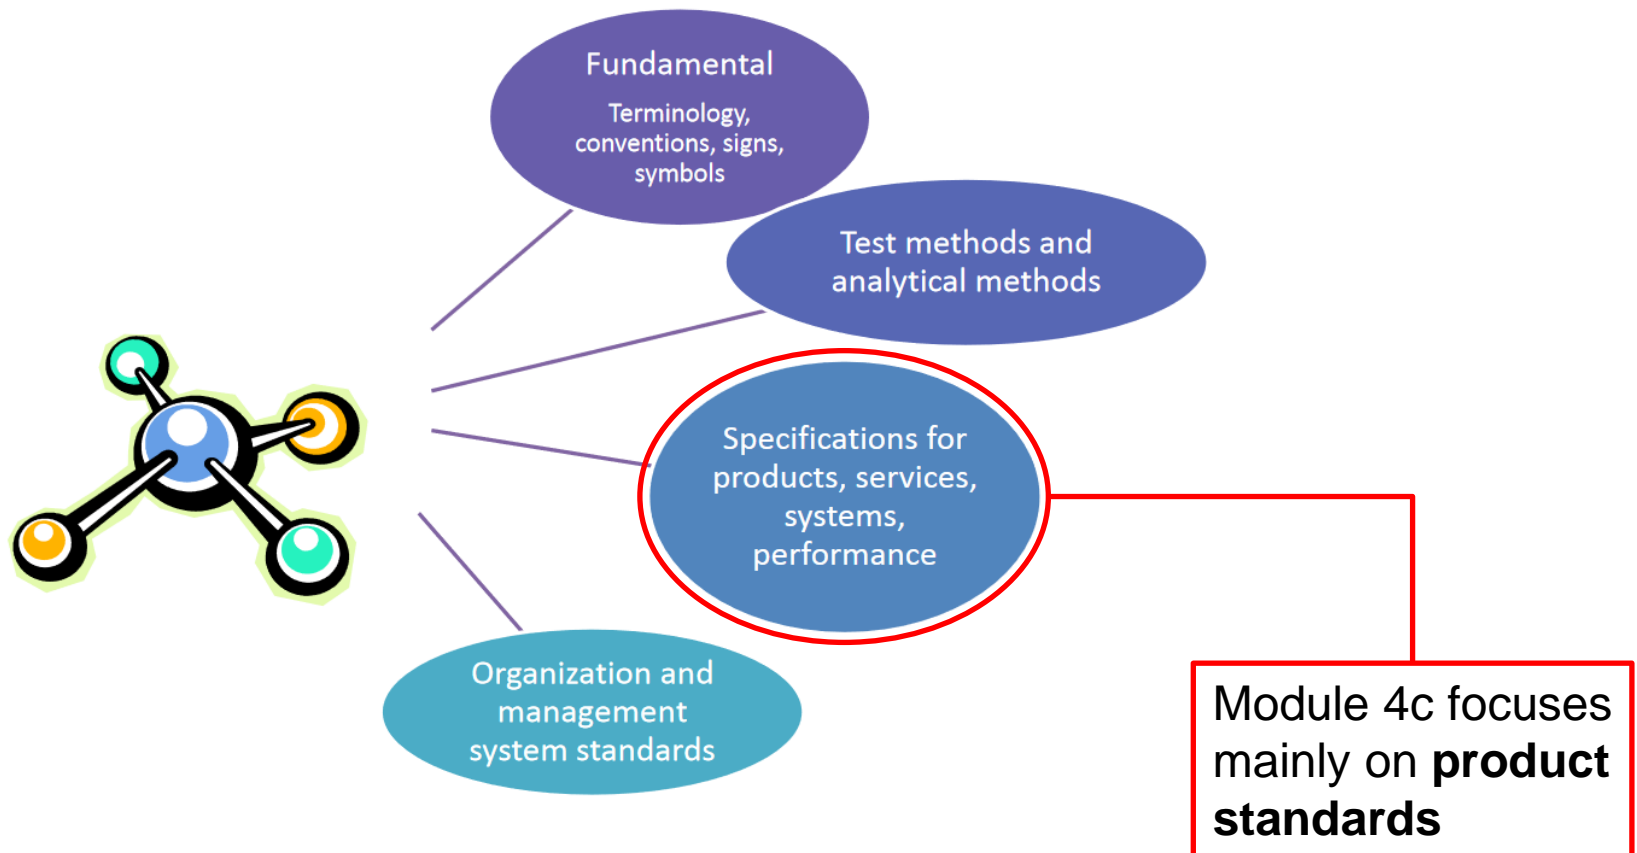 Fundamental
Terminology,
conventions, signs,
symbols
Test methods and
analytical methods
Specifications for
products, services,
systems,
performance
Organization and
management
system standards
Module 4c focuses
mainly on product
standards